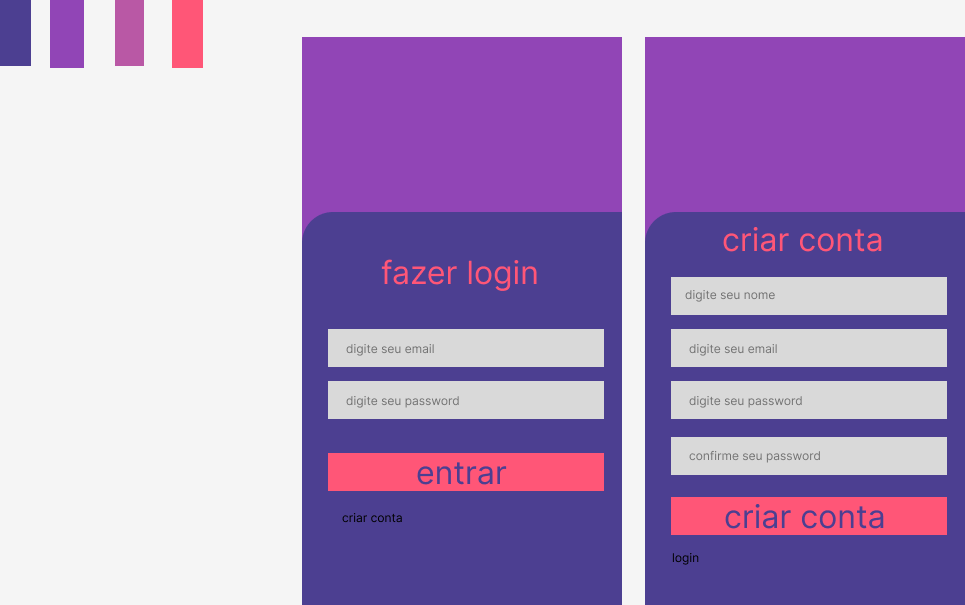 fazer login
digite seu email
digite seu password
entrar
criar conta
criar conta
digite seu nome
digite seu email
digite seu password
confirme seu password
criar conta
login